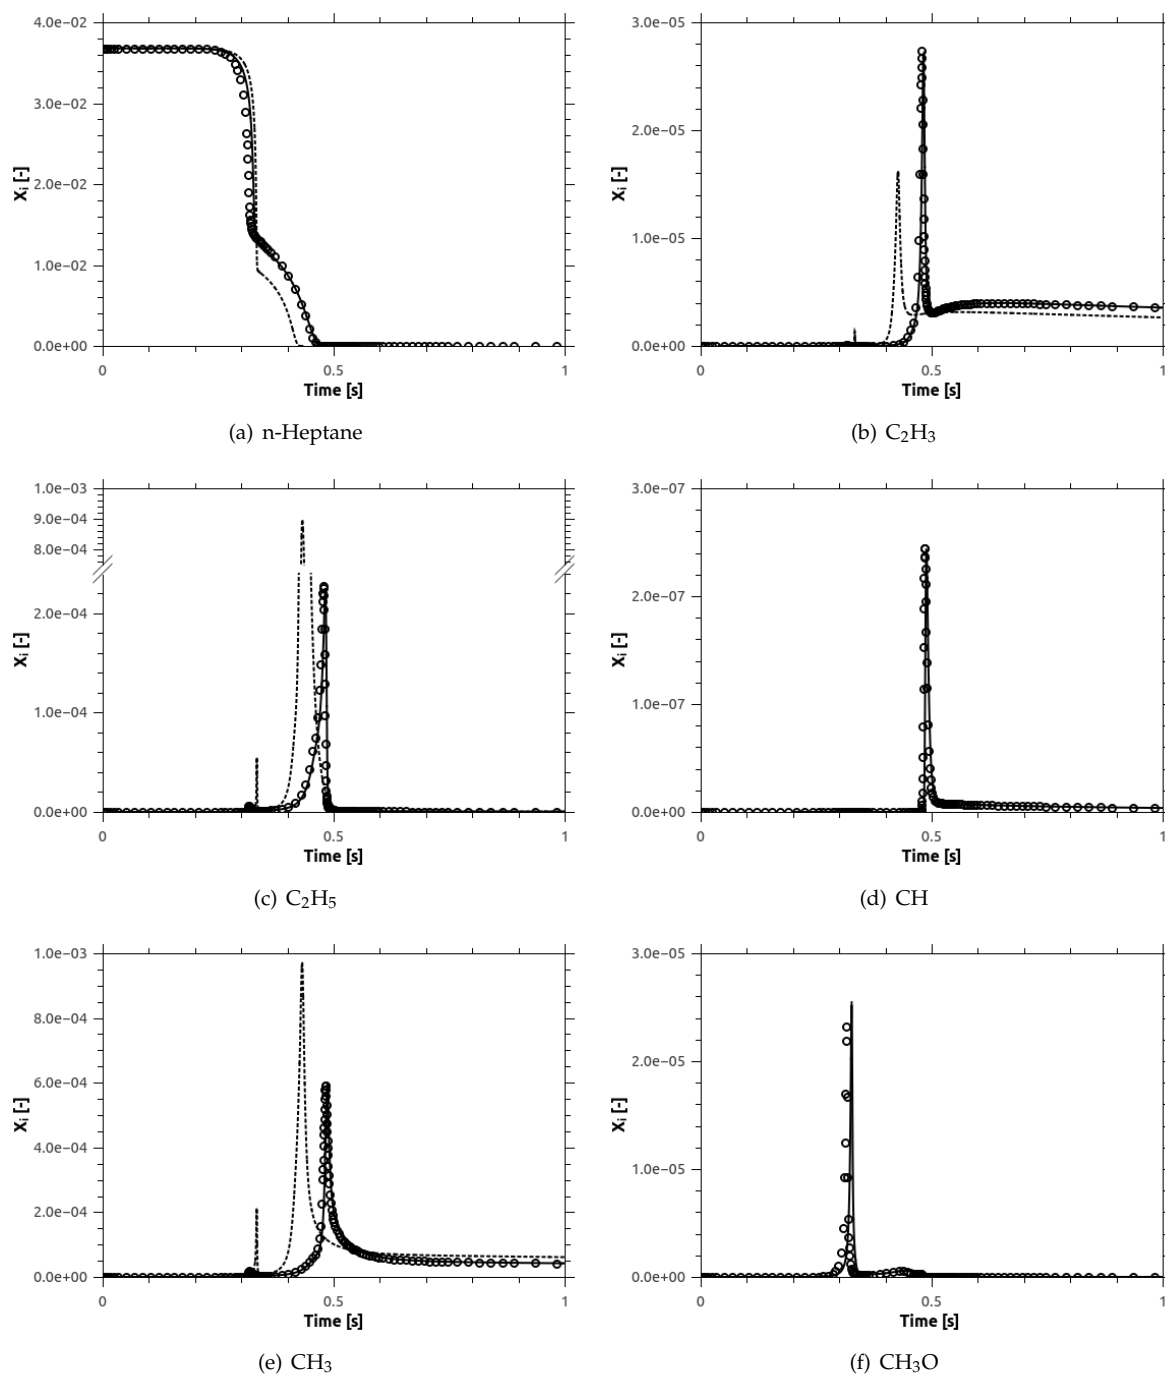 4.0e−02
3.0e−02
2.0e−02
1.0e−02
0.0e+00
X_i [-]
0 0.5 1
Time [s]
(a) n-Heptane
3.0e−05
2.0e−05
1.0e−05
0.0e+00
X_i [-]
0 0.5 1
Time [s]
(b) C₂H₃
1.0e−03
9.0e−04
8.0e−04
2.0e−04
1.0e−04
0.0e+00
X_i [-]
0 0.5 1
Time [s]
(c) C₂H₅
3.0e−07
2.0e−07
1.0e−07
0.0e+00
X_i [-]
0 0.5 1
Time [s]
(d) CH
1.0e−03
8.0e−04
6.0e−04
4.0e−04
2.0e−04
0.0e+00
X_i [-]
0 0.5 1
Time [s]
(e) CH₃
3.0e−05
2.0e−05
1.0e−05
0.0e+00
X_i [-]
0 0.5 1
Time [s]
(f) CH₃O